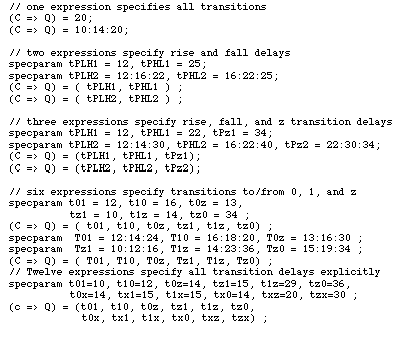 // one expression specifies all transitions
(C => Q) = 20;
(C => Q) = 10:14:20;
// two expressions specify rise and fall delays
specparam tPLH1 = 12, tPHL1 = 25;
specparam tPLH2 = 12:16:22, tPHL2 = 16:22:25;
(C => Q) = ( tPLH1, tPHL1 ) ;
(C => Q) = ( tPLH2, tPHL2 ) ;
// three expressions specify rise, fall, and z transition delays
specparam tPLH1 = 12, tPHL1 = 22, tPz1 = 34;
specparam tPLH2 = 12:14:30, tPHL2 = 16:22:40, tPz2 = 22:30:34;
(C => Q) = (tPLH1, tPHL1, tPz1);
(C => Q) = (tPLH2, tPHL2, tPz2);
// six expressions specify transitions to/from 0, 1, and z
specparam t01 = 12, t10 = 16, t0z = 13,
tz1 = 10, t1z = 14, tz0 = 34 ;
(C => Q) = ( t01, t10, t0z, tz1, t1z, tz0) ;
specparam T01 = 12:14:24, T10 = 16:18:20, T0z = 13:16:30 ;
specparam Tz1 = 10:12:16, T1z = 14:23:36, Tz0 = 15:19:34 ;
(C => Q) = ( T01, T10, T0z, Tz1, T1z, Tz0) ;
// Twelve expressions specify all transition delays explicitly
specparam t01=10, t10=12, t0z=14, tz1=15, t1z=29, tz0=36,
t0x=14, tx1=15, t1x=15, tx0=14, txz=20, tzx=30 ;
(c => Q) = (t01, t10, t0z, tz1, t1z, tz0,
t0x, tx1, t1x, tx0, txz, tzx) ;